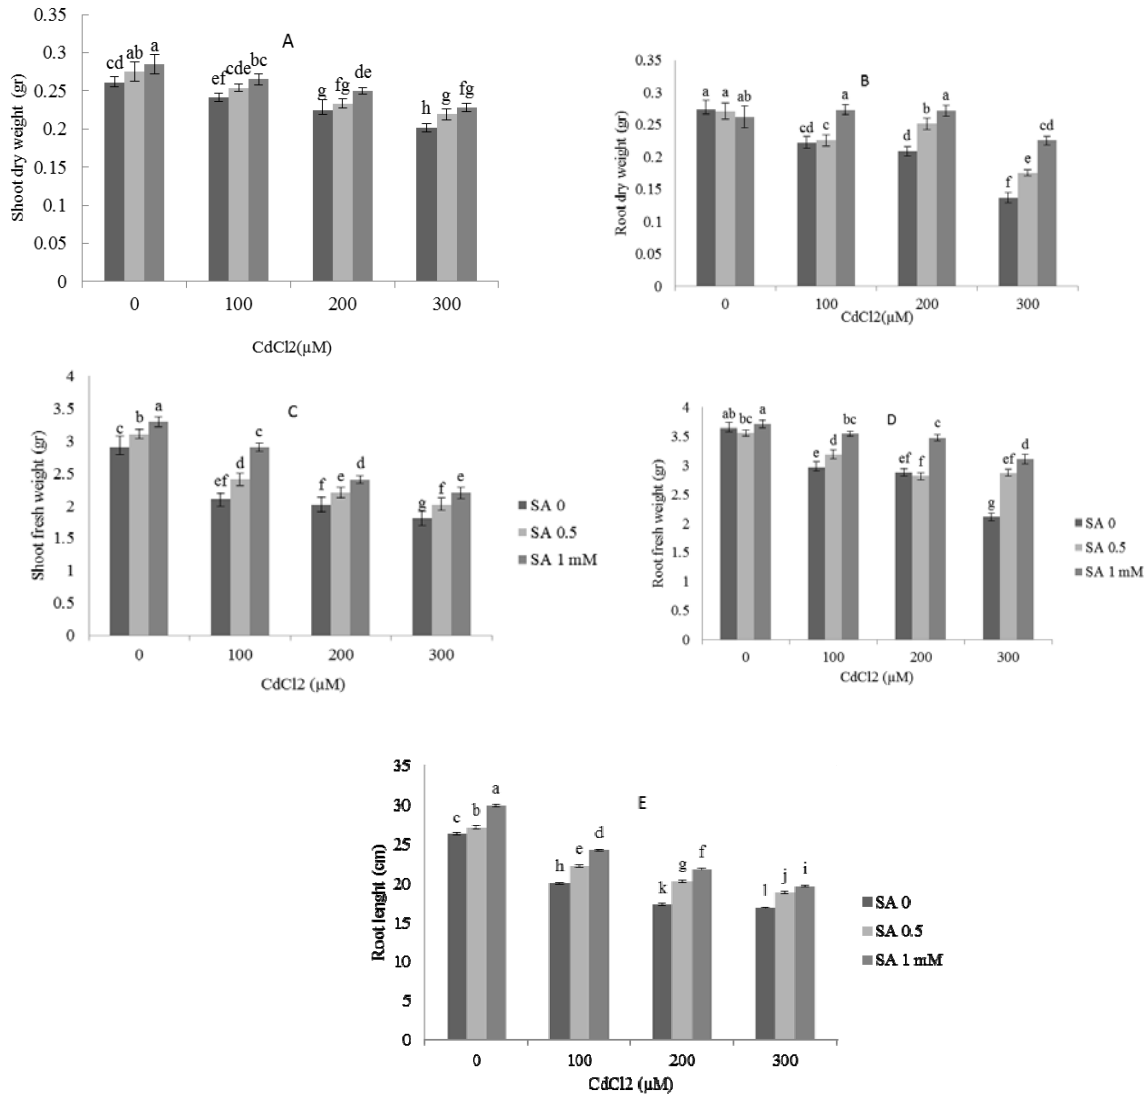 A
Shoot dry weight (gr)
0.35
0.3
0.25
0.2
0.15
0.1
0.05
0
cd ab a
ef cde bc
g fg de
h g fg
0 100 200 300
CdCl2(µM)
B
Root dry weight (gr)
0.35
0.3
0.25
0.2
0.15
0.1
0.05
0
a a ab
cd c a
d b a
f e cd
0 100 200 300
CdCl2(µM)
C
Shoot fresh weight (gr)
4
3.5
3
2.5
2
1.5
1
0.5
0
c b a
ef d c
f e d
g f e
0 100 200 300
CdCl2 (µM)
SA 0
SA 0.5
SA 1 mM
D
Root fresh weight (gr)
4
3.5
3
2.5
2
1.5
1
0.5
0
ab bc a
e d bc
ef f c
g ef d
0 100 200 300
CdCl2 (µM)
SA 0
SA 0.5
SA 1 mM
E
Root lenght (cm)
35
30
25
20
15
10
5
0
c b a
h e d
k g f
l j i
0 100 200 300
CdCl2 (µM)
SA 0
SA 0.5
SA 1 mM